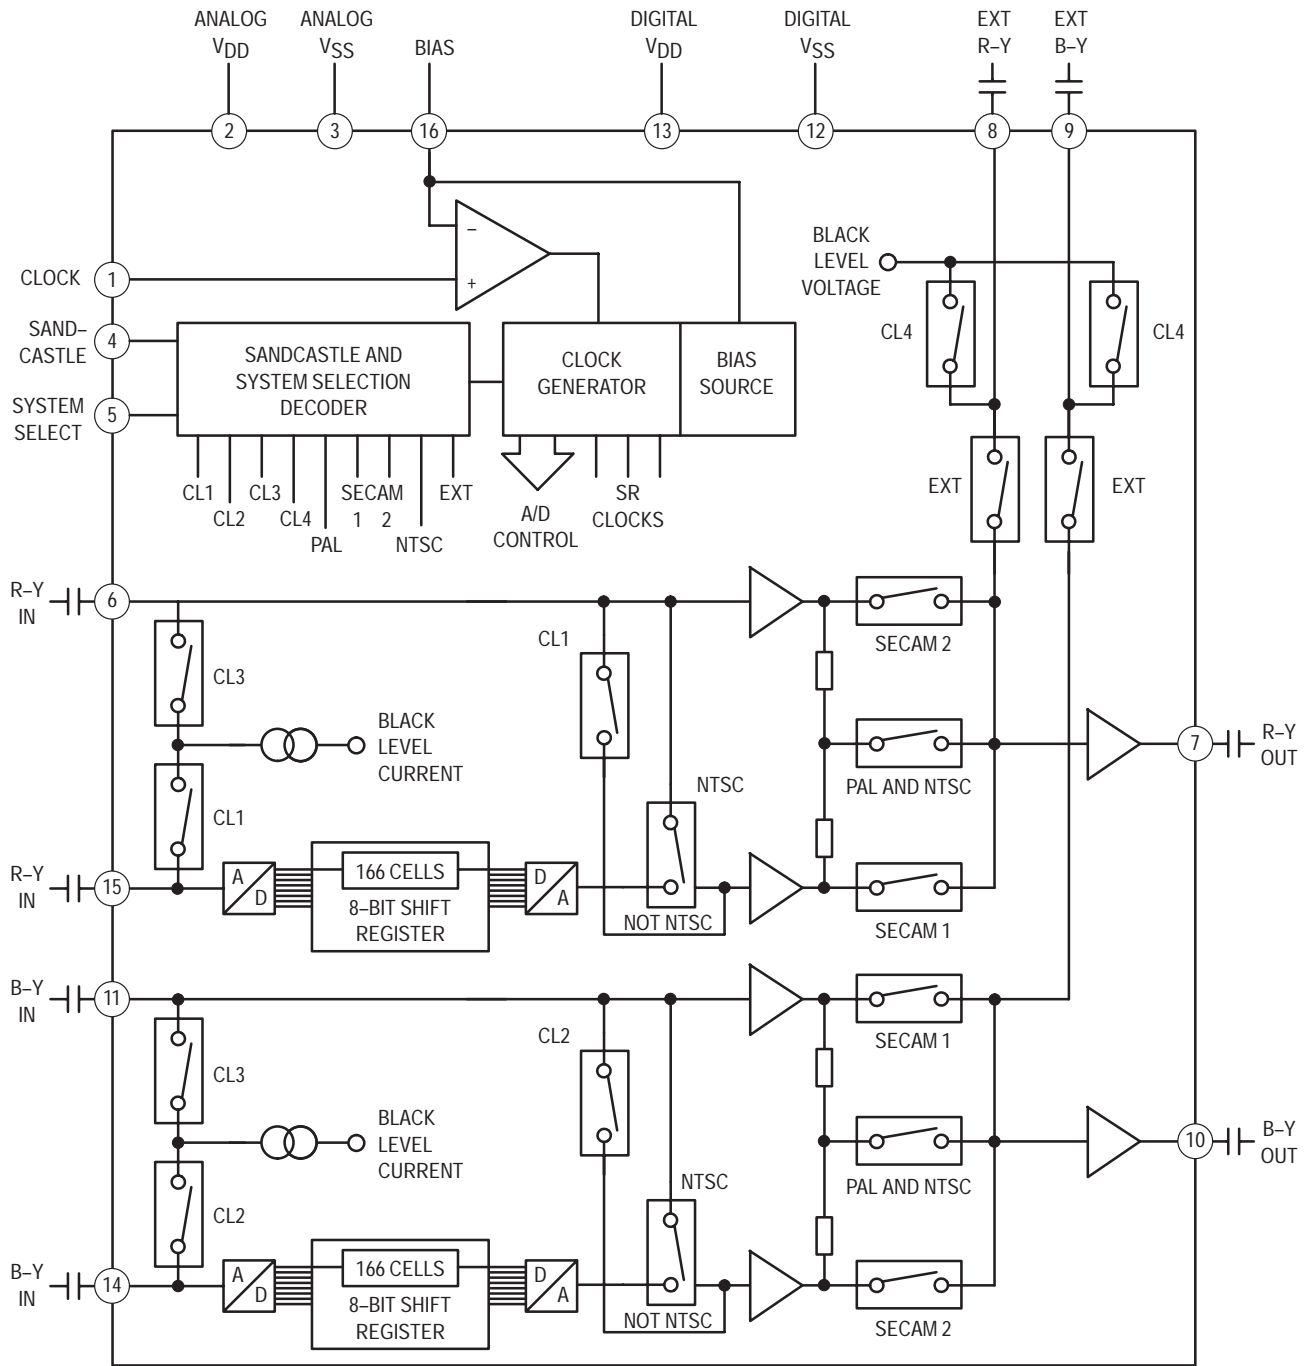 ANALOG
VDD
ANALOG
VSS
BIAS
DIGITAL
VDD
DIGITAL
VSS
EXT
R–Y
EXT
B–Y
2
3
16
13
12
8
9
–
+
CLOCK
1
BLACK
LEVEL
VOLTAGE
CL4
CL4
SAND–
CASTLE
4
SYSTEM
SELECT
5
SANDCASTLE AND
SYSTEM SELECTION
DECODER
CLOCK
GENERATOR
BIAS
SOURCE
CL1
CL2
CL3
CL4
PAL
SECAM
1 2
NTSC
EXT
A/D
CONTROL
SR
CLOCKS
EXT
EXT
R–Y
IN
6
CL3
CL1
SECAM 2
BLACK
LEVEL
CURRENT
CL1
NTSC
PAL AND NTSC
7
R–Y
OUT
R–Y
IN
15
A
D
166 CELLS
8–BIT SHIFT
REGISTER
D
A
NOT NTSC
SECAM 1
B–Y
IN
11
CL3
CL2
SECAM 1
BLACK
LEVEL
CURRENT
CL2
NTSC
PAL AND NTSC
10
B–Y
OUT
B–Y
IN
14
A
D
166 CELLS
8–BIT SHIFT
REGISTER
D
A
NOT NTSC
SECAM 2